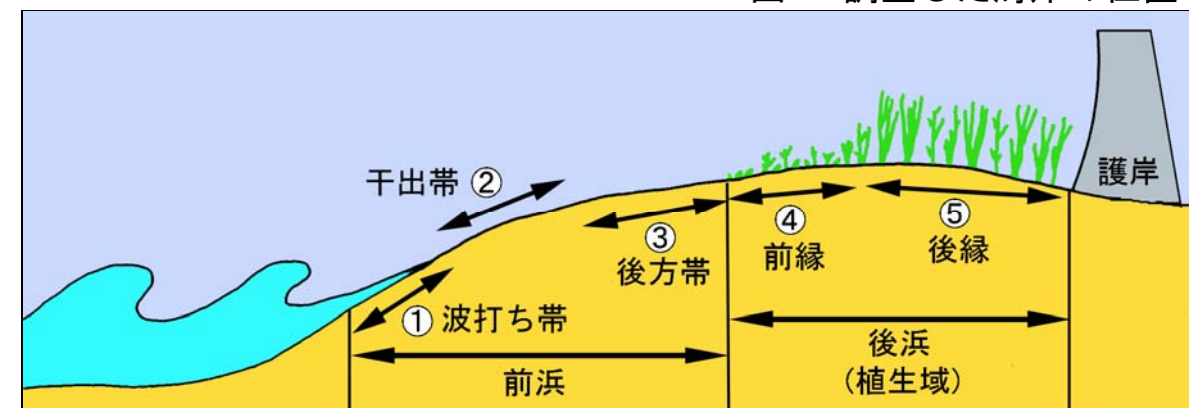 干出帯 ②
護岸
④
前縁
⑤
後縁
③
後方帯
① 波打ち帯
前浜
後浜
（植生域）